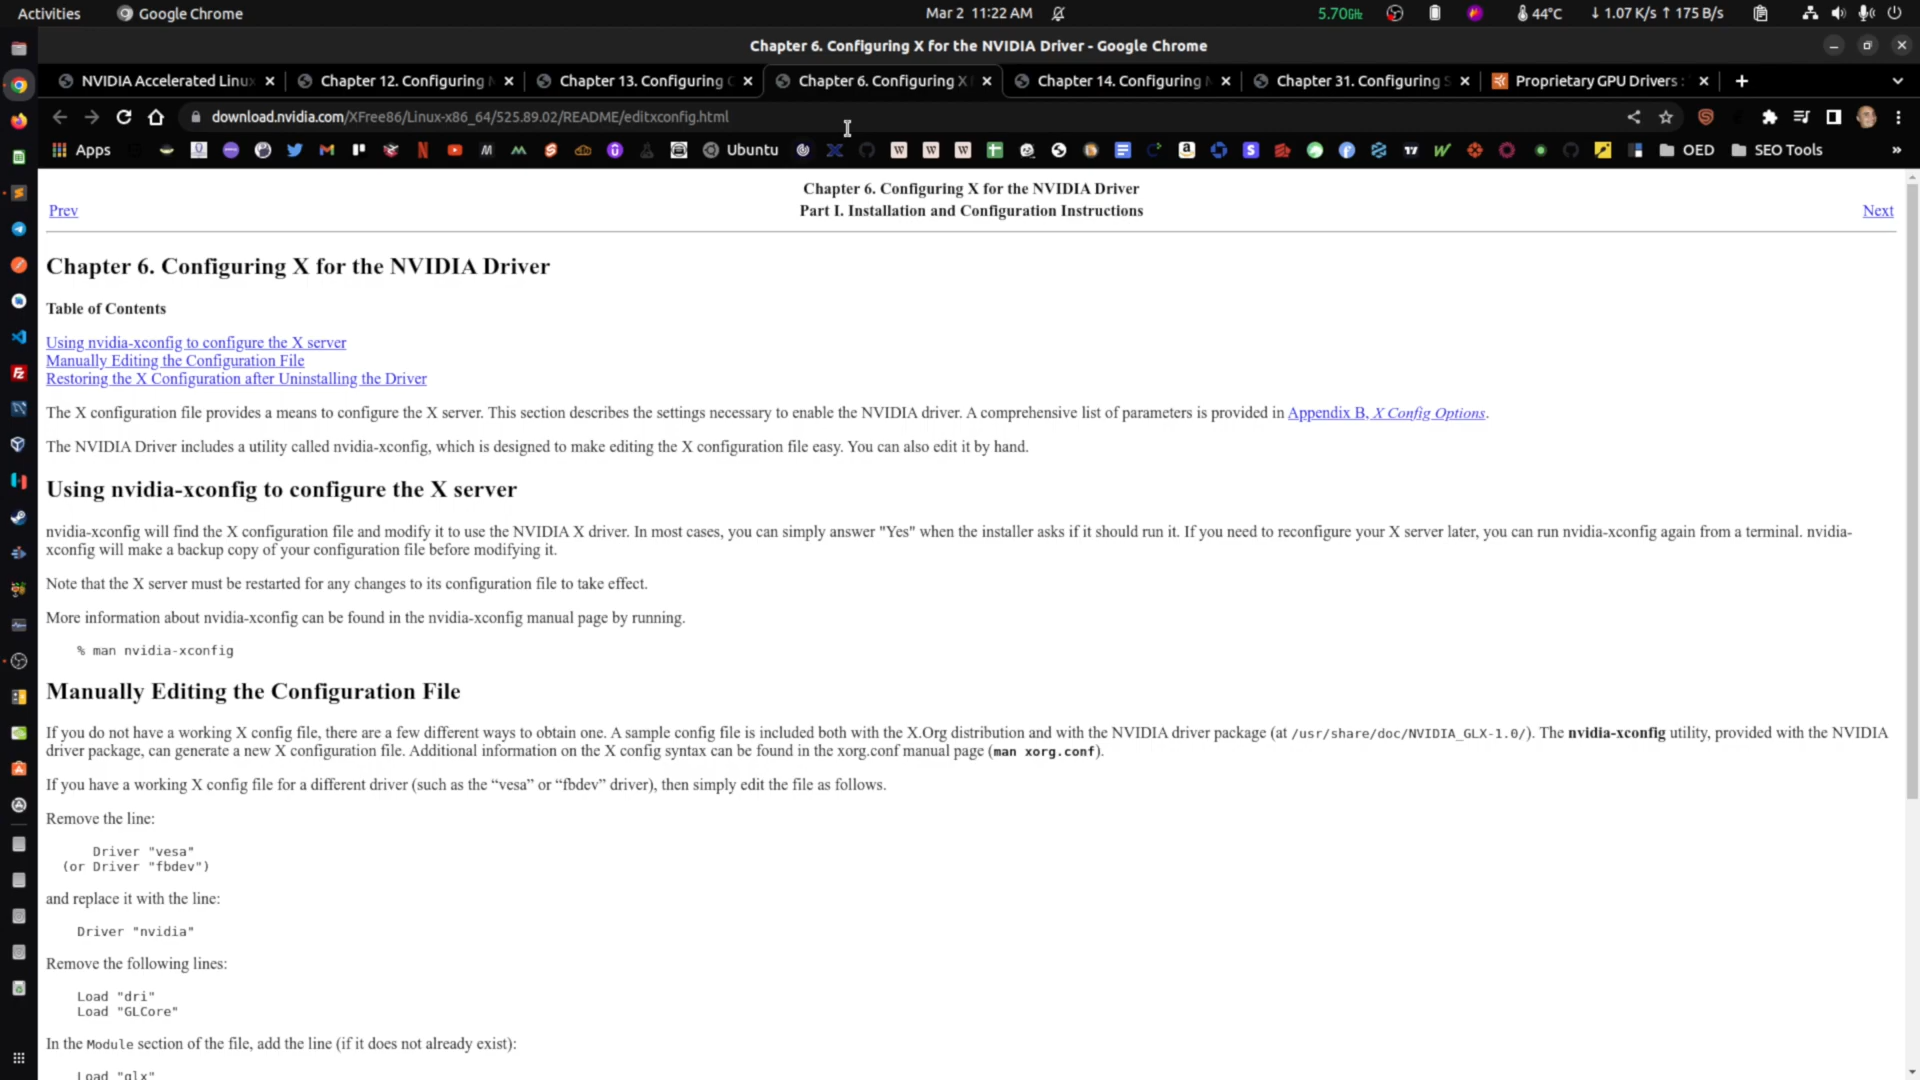 Activities
Google Chrome
Mar 2 11:22 AM
5.70GHz
44°C
↓ 1.07 K/s ↑ 175 B/s
Chapter 6. Configuring X for the NVIDIA Driver - Google Chrome
NVIDIA Accelerated Linux
Chapter 12. Configuring
Chapter 13. Configuring
Chapter 6. Configuring X
Chapter 14. Configuring
Chapter 31. Configuring
Proprietary GPU Drivers :
download.nvidia.com/XFree86/Linux-x86_64/525.89.02/README/editxconfig.html
Apps
Ubuntu
OED
SEO Tools
»
Chapter 6. Configuring X for the NVIDIA Driver
Prev
Part I. Installation and Configuration Instructions
Next
Chapter 6. Configuring X for the NVIDIA Driver
Table of Contents
Using nvidia-xconfig to configure the X server
Manually Editing the Configuration File
Restoring the X Configuration after Uninstalling the Driver
The X configuration file provides a means to configure the X server. This section describes the settings necessary to enable the NVIDIA driver. A comprehensive list of parameters is provided in Appendix B, X Config Options.
The NVIDIA Driver includes a utility called nvidia-xconfig, which is designed to make editing the X configuration file easy. You can also edit it by hand.
Using nvidia-xconfig to configure the X server
nvidia-xconfig will find the X configuration file and modify it to use the NVIDIA X driver. In most cases, you can simply answer "Yes" when the installer asks if it should run it. If you need to reconfigure your X server later, you can run nvidia-xconfig again from a terminal. nvidia-
xconfig will make a backup copy of your configuration file before modifying it.
Note that the X server must be restarted for any changes to its configuration file to take effect.
More information about nvidia-xconfig can be found in the nvidia-xconfig manual page by running.
% man nvidia-xconfig
Manually Editing the Configuration File
If you do not have a working X config file, there are a few different ways to obtain one. A sample config file is included both with the X.Org distribution and with the NVIDIA driver package (at /usr/share/doc/NVIDIA_GLX-1.0/). The nvidia-xconfig utility, provided with the NVIDIA
driver package, can generate a new X configuration file. Additional information on the X config syntax can be found in the xorg.conf manual page (man xorg.conf).
If you have a working X config file for a different driver (such as the “vesa” or “fbdev” driver), then simply edit the file as follows.
Remove the line:
Driver "vesa"
(or Driver "fbdev")
and replace it with the line:
Driver "nvidia"
Remove the following lines:
Load "dri"
Load "GLCore"
In the Module section of the file, add the line (if it does not already exist):
Load "glx"